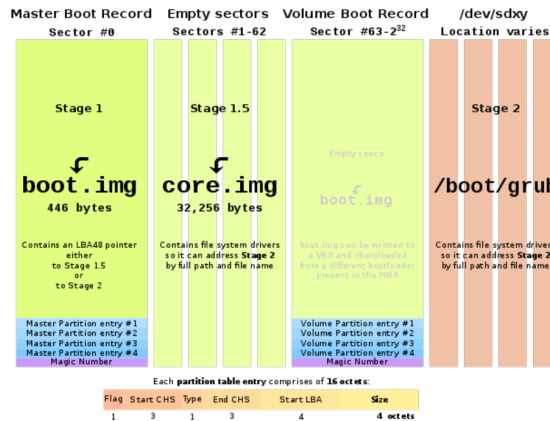 Master Boot Record
Sector #0
Stage 1
boot.img
446 bytes
Contains an LBA48 pointer
either
to Stage 1.5
or
to Stage 2
Master Partition entry #1
Master Partition entry #2
Master Partition entry #3
Master Partition entry #4
Magic Number
Empty sectors
Sectors #1-62
Stage 1.5
core.img
32,256 bytes
Contains file system drivers
so it can address Stage 2
by full path and file name
Volume Boot Record
Sector #63-2³²
Empty space
boot.img
boot.img can be written to
a VBR and chainloaded
from a different bootloader
present in the MBR
Volume Partition entry #1
Volume Partition entry #2
Volume Partition entry #3
Volume Partition entry #4
Magic Number
/dev/sdxy
Location varies
Stage 2
/boot/grub
Contains file system driver
so it can address Stage 2
by full path and file name
Each partition table entry comprises of 16 octets:
Flag Start CHS Type End CHS Start LBA Size
1 3 1 3 4 4 octets